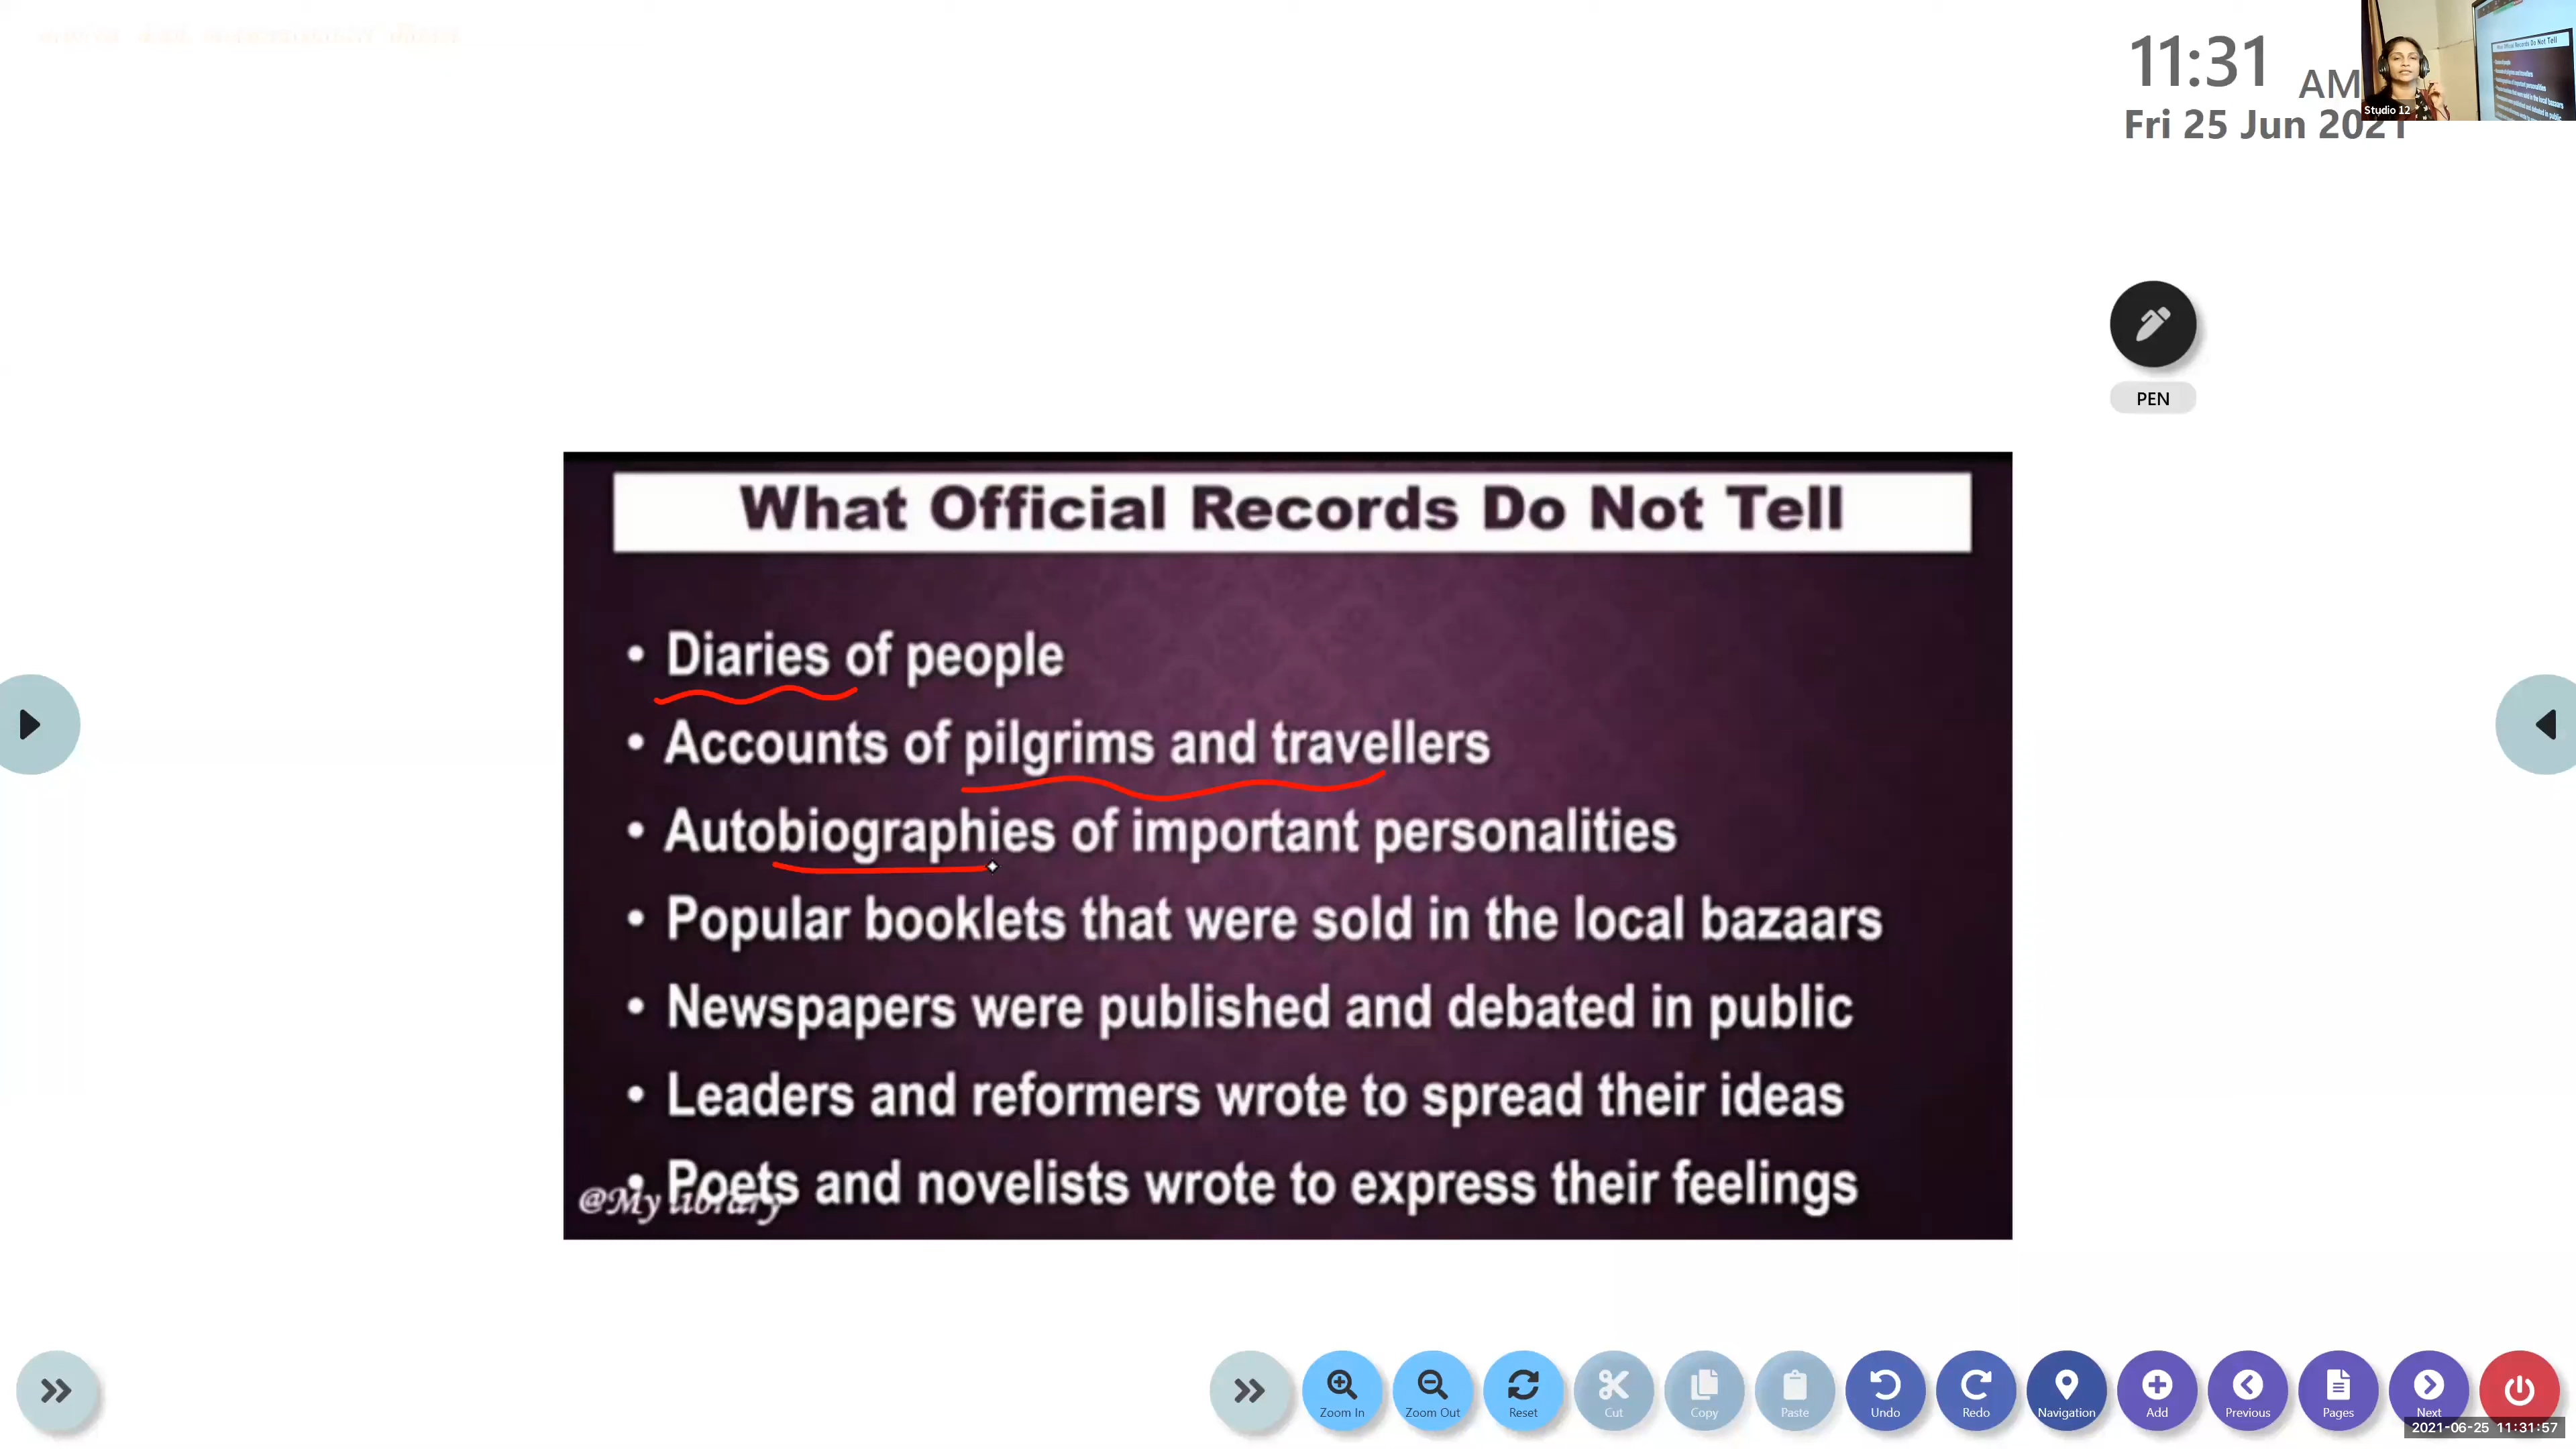 11:31 AM
Fri 25 Jun 2021
Studio 12
PEN
What Official Records Do Not Tell
• Diaries of people
• Accounts of pilgrims and travellers
• Autobiographies of important personalities
• Popular booklets that were sold in the local bazaars
• Newspapers were published and debated in public
• Leaders and reformers wrote to spread their ideas
• Poets and novelists wrote to express their feelings
@My library
Zoom In
Zoom Out
Reset
Cut
Copy
Paste
Undo
Redo
Navigation
Add
Previous
Pages
Next
2021-06-25 11:31:57